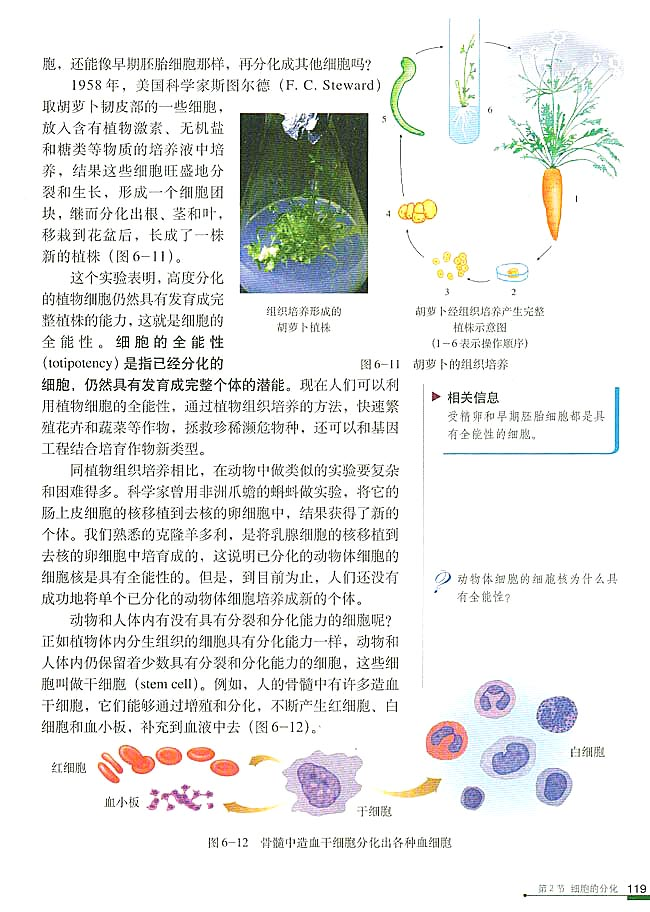 胞，还能像早期胚胎细胞那样，再分化成其他细胞吗？
1958年，美国科学家斯图尔德（F. C. Steward）
取胡萝卜韧皮部的一些细胞，
放入含有植物激素、无机盐
和糖类等物质的培养液中培
养，结果这些细胞旺盛地分
裂和生长，形成一个细胞团
块，继而分化出根、茎和叶，
移栽到花盆后，长成了一株
新的植株（图6-11）。
这个实验表明，高度分化
的植物细胞仍然具有发育成完
整植株的能力，这就是细胞的
全能性。细胞的全能性
(totipotency) 是指已经分化的
细胞，仍然具有发育成完整个体的潜能。现在人们可以利
用植物细胞的全能性，通过植物组织培养的方法，快速繁
殖花卉和蔬菜等作物，拯救珍稀濒危物种，还可以和基因
工程结合培育作物新类型。
同植物组织培养相比，在动物中做类似的实验要复杂
和困难得多。科学家曾用非洲爪蟾的蝌蚪做实验，将它的
肠上皮细胞的核移植到去核的卵细胞中，结果获得了新的
个体。我们熟悉的克隆羊多利，是将乳腺细胞的核移植到
去核的卵细胞中培育成的，这说明已分化的动物体细胞的
细胞核是具有全能性的。但是，到目前为止，人们还没有
成功地将单个已分化的动物体细胞培养成新的个体。
动物和人体内有没有具有分裂和分化能力的细胞呢？
正如植物体内分生组织的细胞具有分化能力一样，动物和
人体内仍保留着少数具有分裂和分化能力的细胞，这些细
胞叫做干细胞（stem cell）。例如，人的骨髓中有许多造血
干细胞，它们能够通过增殖和分化，不断产生红细胞、白
细胞和血小板，补充到血液中去（图6-12）。
5
6
1
4
3
2
组织培养形成的
胡萝卜植株
胡萝卜经组织培养产生完整
植株示意图
(1-6表示操作顺序)
图6-11 胡萝卜的组织培养
▶ 相关信息
受精卵和早期胚胎细胞都是具
有全能性的细胞。
? 动物体细胞的细胞核为什么具
有全能性？
红细胞
血小板
干细胞
白细胞
图6-12 骨髓中造血干细胞分化出各种血细胞
第2节 细胞的分化 119